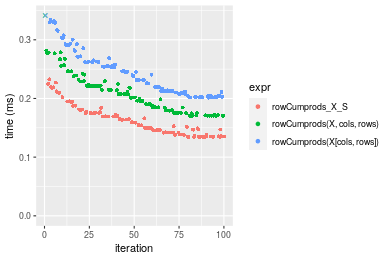 0.3
0.2
0.1
0.0
time (ms)
0
25
50
75
100
iteration
expr
rowCumprods_X_S
rowCumprods(X, cols, rows)
rowCumprods(X[cols, rows])